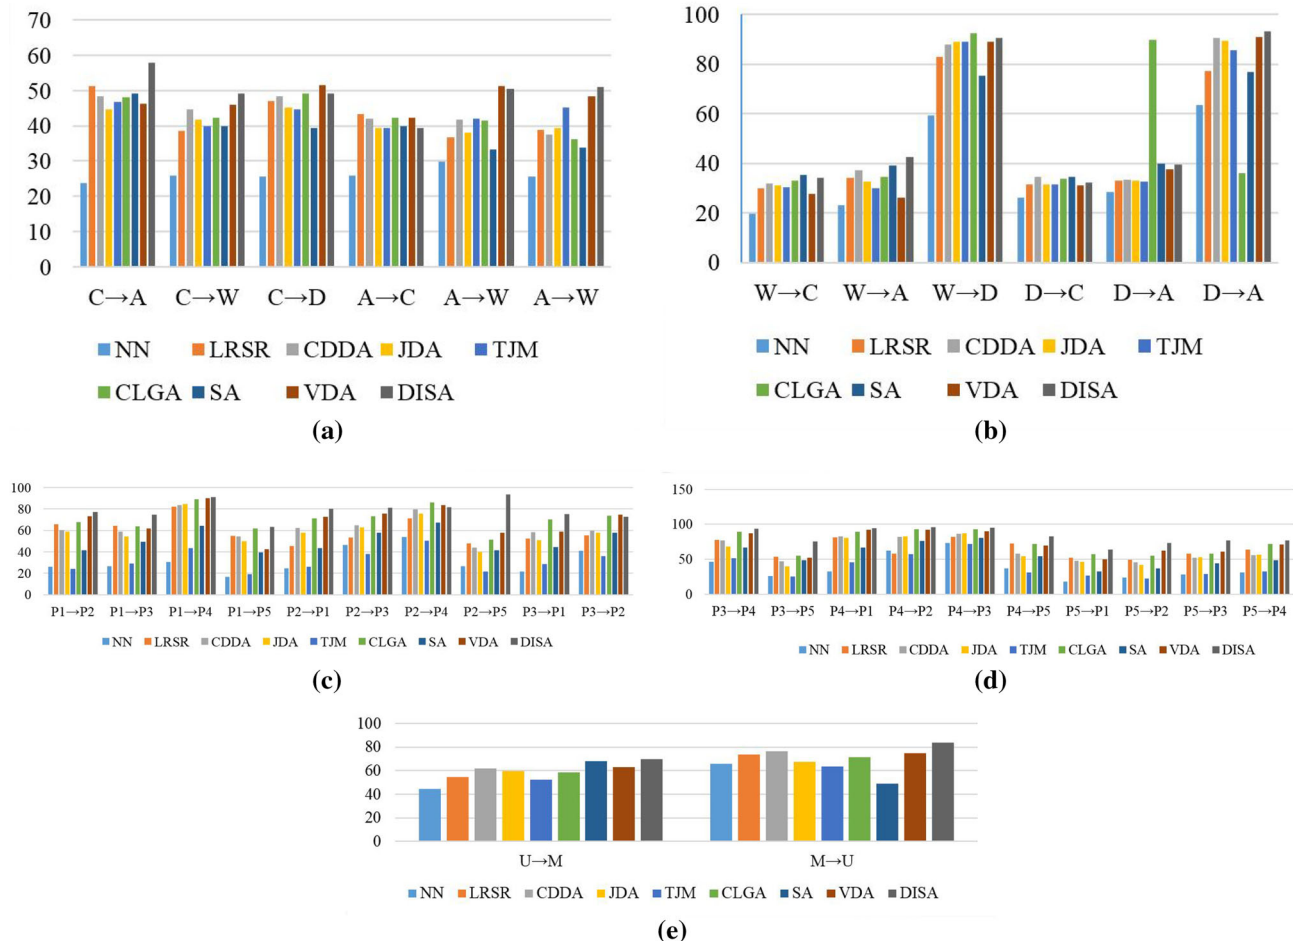 70
60
50
40
30
20
10
0
C→A C→W C→D A→C A→W A→W
NN LRSR CDDA JDA TJM
CLGA SA VDA DISA
(a)
100
80
60
40
20
0
W→C W→A W→D D→C D→A D→A
NN LRSR CDDA JDA TJM
CLGA SA VDA DISA
(b)
100
80
60
40
20
0
P1→P2 P1→P3 P1→P4 P1→P5 P2→P1 P2→P3 P2→P4 P2→P5 P3→P1 P3→P2
NN LRSR CDDA JDA TJM CLGA SA VDA DISA
(c)
150
100
50
0
P3→P4 P3→P5 P4→P1 P4→P2 P4→P3 P4→P5 P5→P1 P5→P2 P5→P3 P5→P4
NN LRSR CDDA JDA TJM CLGA SA VDA DISA
(d)
100
80
60
40
20
0
U→M M→U
NN LRSR CDDA JDA TJM CLGA SA VDA DISA
(e)